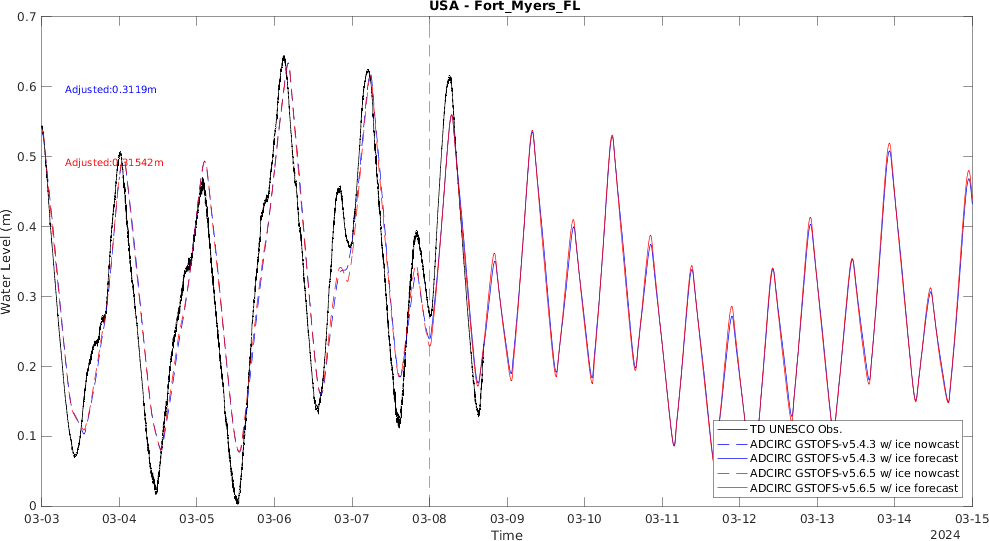 USA - Fort_Myers_FL
0.7
0.6
0.5
0.4
0.3
0.2
0.1
0
Water Level (m)
Adjusted:0.3119m
Adjusted:0.31542m
TD UNESCO Obs.
ADCIRC GSTOFS-v5.4.3 w/ ice nowcast
ADCIRC GSTOFS-v5.4.3 w/ ice forecast
ADCIRC GSTOFS-v5.6.5 w/ ice nowcast
ADCIRC GSTOFS-v5.6.5 w/ ice forecast
03-03 03-04 03-05 03-06 03-07 03-08 03-09 03-10 03-11 03-12 03-13 03-14 03-15
Time
2024